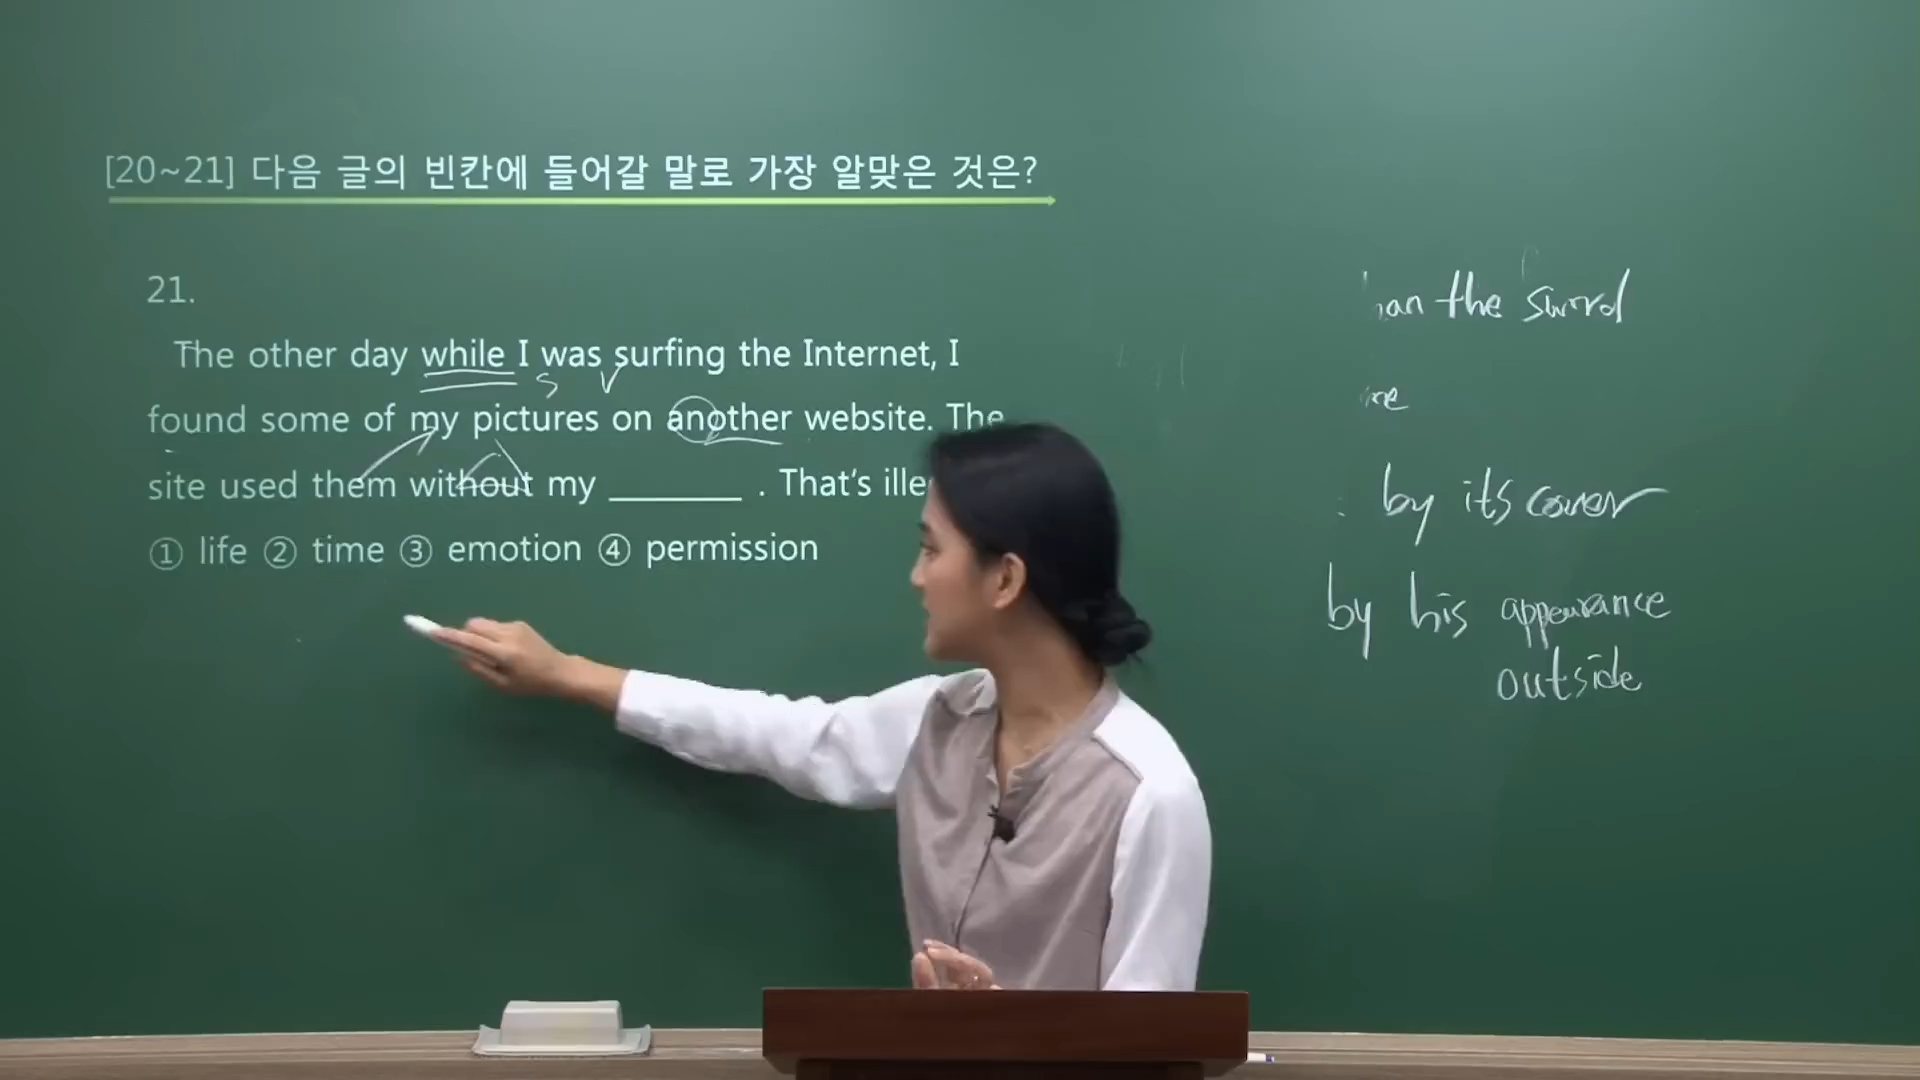 [20~21] 다음 글의 빈칸에 들어갈 말로 가장 알맞은 것은?
21.
The other day while I was surfing the Internet, I
S V
found some of my pictures on another website. The
site used them without my ________ . That's
① life ② time ③ emotion ④ permission
the sword
by its cover
by his appearance
outside